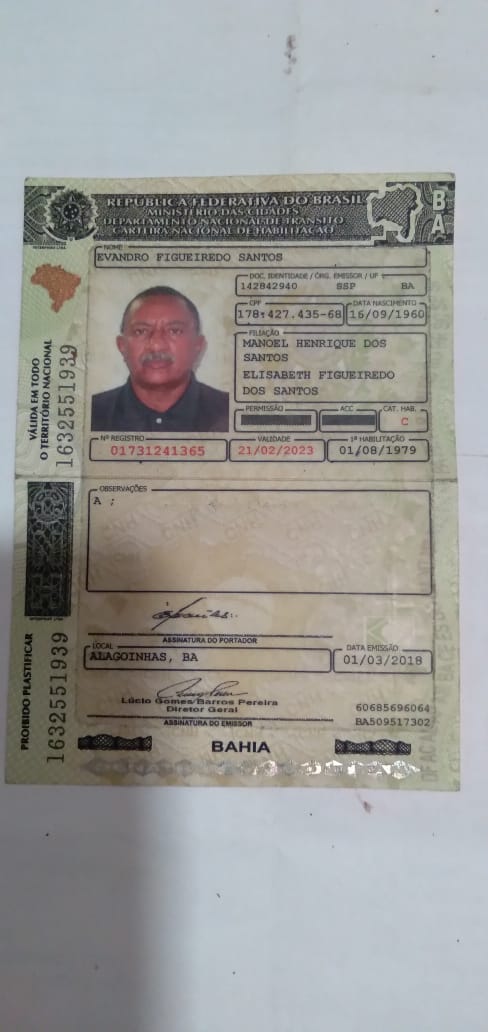 REPÚBLICA FEDERATIVA DO BRASIL
MINISTÉRIO DAS CIDADES
DEPARTAMENTO NACIONAL DE TRÂNSITO
CARTEIRA NACIONAL DE HABILITAÇÃO
BA
NOME
EVANDRO FIGUEIREDO SANTOS
DOC. IDENTIDADE / ÓRG. EMISSOR / UF
142842940 SSP BA
CPF DATA NASCIMENTO
178.427.435-68 16/09/1960
FILIAÇÃO
MANOEL HENRIQUE DOS
SANTOS
ELISABETH FIGUEIREDO
DOS SANTOS
PERMISSÃO ACC CAT. HAB.
C
Nº REGISTRO VALIDADE 1ª HABILITAÇÃO
01731241365 21/02/2023 01/08/1979
VÁLIDA EM TODO
O TERRITÓRIO NACIONAL
1632551939
OBSERVAÇÕES
A ;
ASSINATURA DO PORTADOR
LOCAL DATA EMISSÃO
ALAGOINHAS, BA 01/03/2018
Lúcio Gomes Barros Pereira
Diretor Geral
ASSINATURA DO EMISSOR
60685696064
BA509517302
PROIBIDO PLASTIFICAR
1632551939
BAHIA